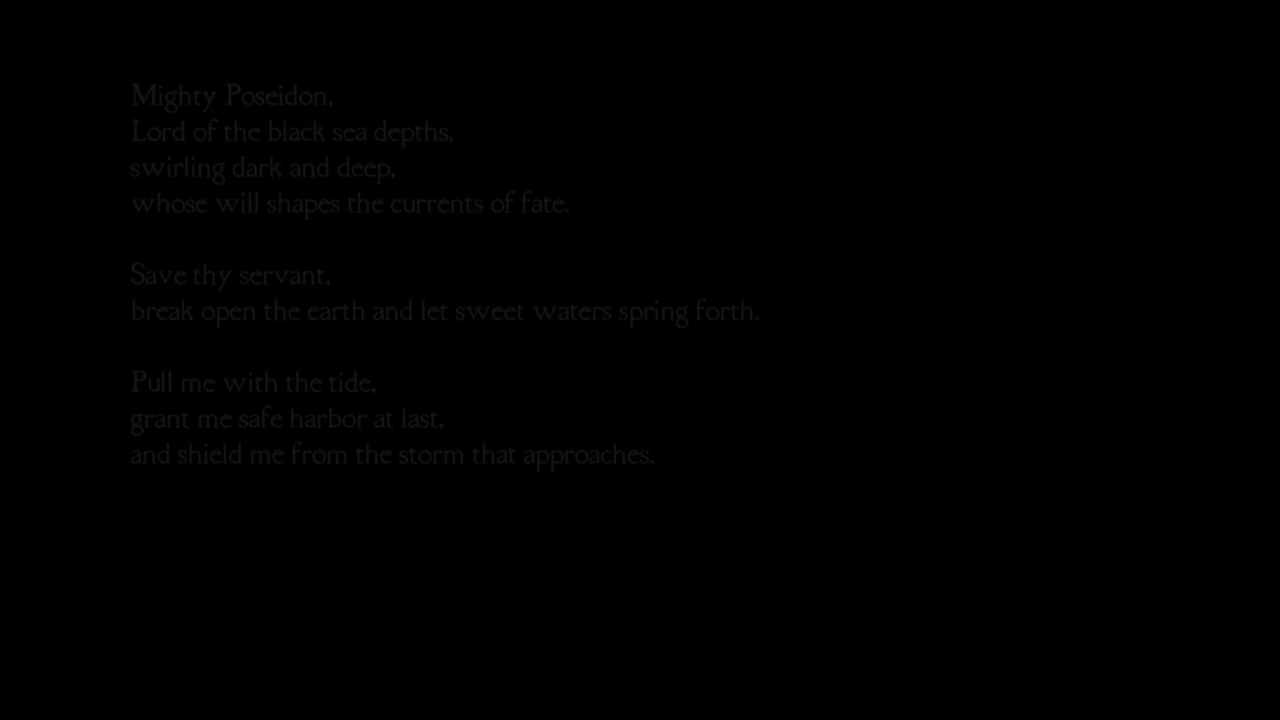 Mighty Poseidon,
Lord of the black sea depths,
swirling dark and deep,
whose will shapes the currents of fate.
Save thy servant,
break open the earth and let sweet waters spring forth.
Pull me with the tide,
grant me safe harbor at last,
and shield me from the storm that approaches.